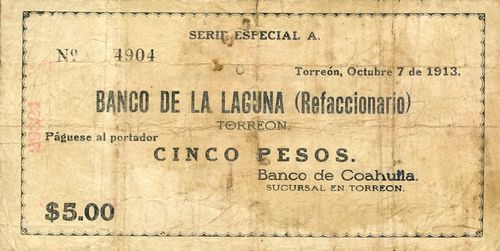 SERIE ESPECIAL A.
Nº 4904
Torreón, Octubre 7 de 1913.
BANCO DE LA LAGUNA (Refaccionario)
TORREON.
Páguese al portador
CINCO PESOS.
Banco de Coahuila.
SUCURSAL EN TORREON.
$5.00